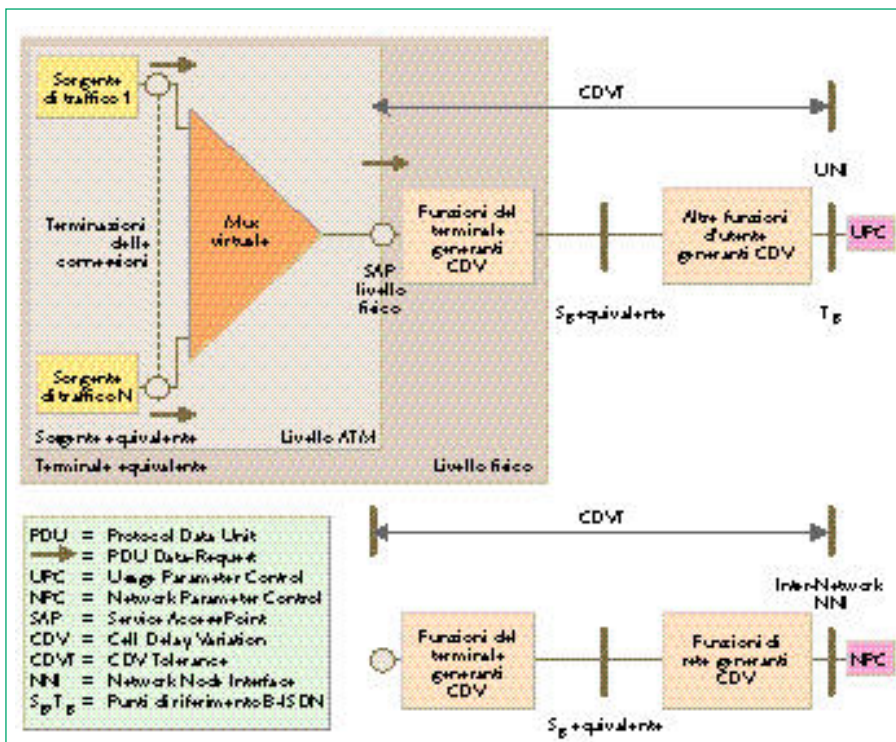 Sorgente
di traffico 1
CDVT
UNI
Terminazioni
delle
connessioni
Mux
virtuale
Funzioni del
terminale
generanti
CDV
Altre funzioni
d'utente
generanti CDV
UPC
SAP
livello
fisico
SB equivalente
TB
Sorgente
di traffico N
Sorgente equivalente
Livello ATM
Terminale equivalente
Livello fisico
PDU = Protocol Data Unit
= PDU Data-Request
UPC = Usage Parameter Control
NPC = Network Parameter Control
SAP = Service Access Point
CDV = Cell Delay Variation
CDVT = CDV Tolerance
NNI = Network Node Interface
SB,TB = Punti di riferimento B-ISDN
CDVT
Inter-Network
NNI
Funzioni del
terminale
generanti
CDV
Funzioni di
rete generanti
CDV
NPC
SB equivalente